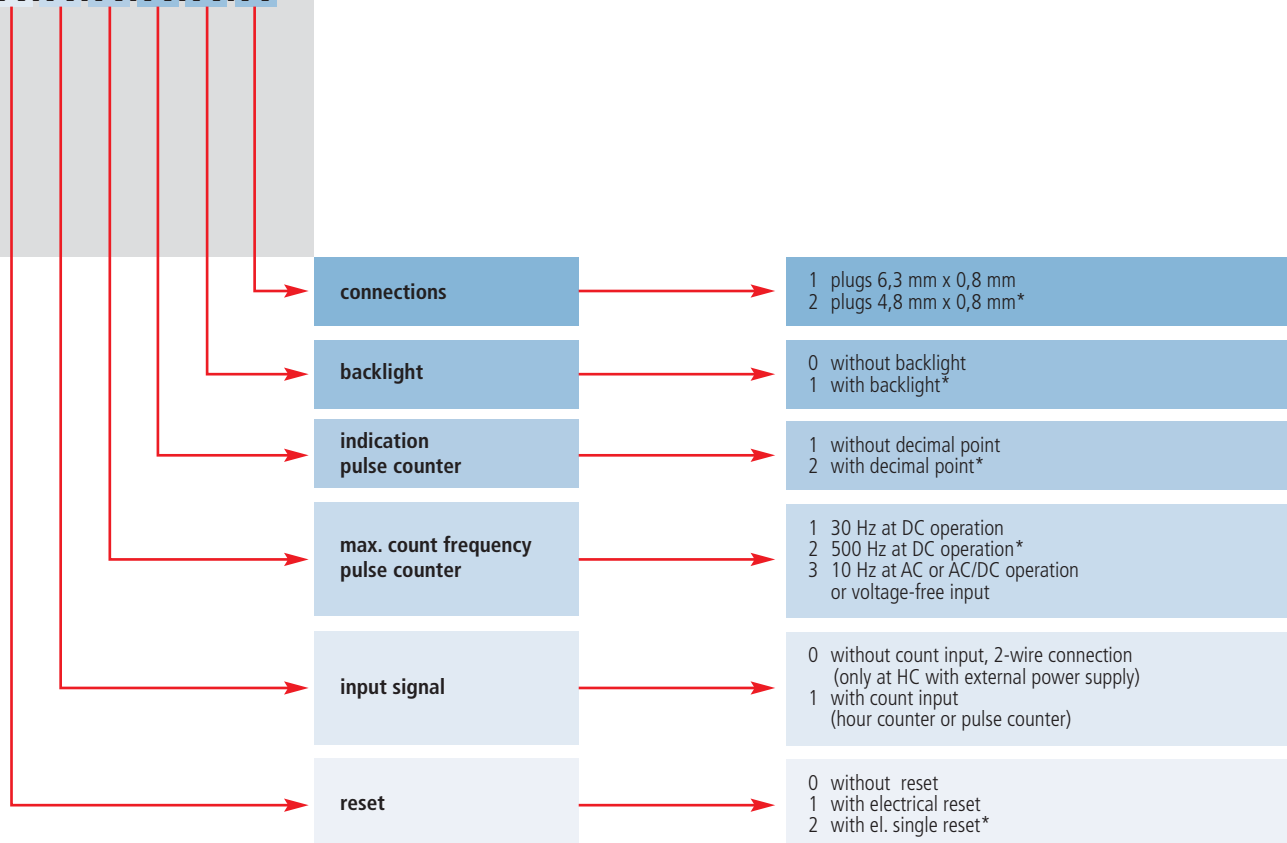 connections
1 plugs 6,3 mm x 0,8 mm
2 plugs 4,8 mm x 0,8 mm*
backlight
0 without backlight
1 with backlight*
indication
pulse counter
1 without decimal point
2 with decimal point*
max. count frequency
pulse counter
1 30 Hz at DC operation
2 500 Hz at DC operation*
3 10 Hz at AC or AC/DC operation
or voltage-free input
input signal
0 without count input, 2-wire connection
(only at HC with external power supply)
1 with count input
(hour counter or pulse counter)
reset
0 without reset
1 with electrical reset
2 with el. single reset*